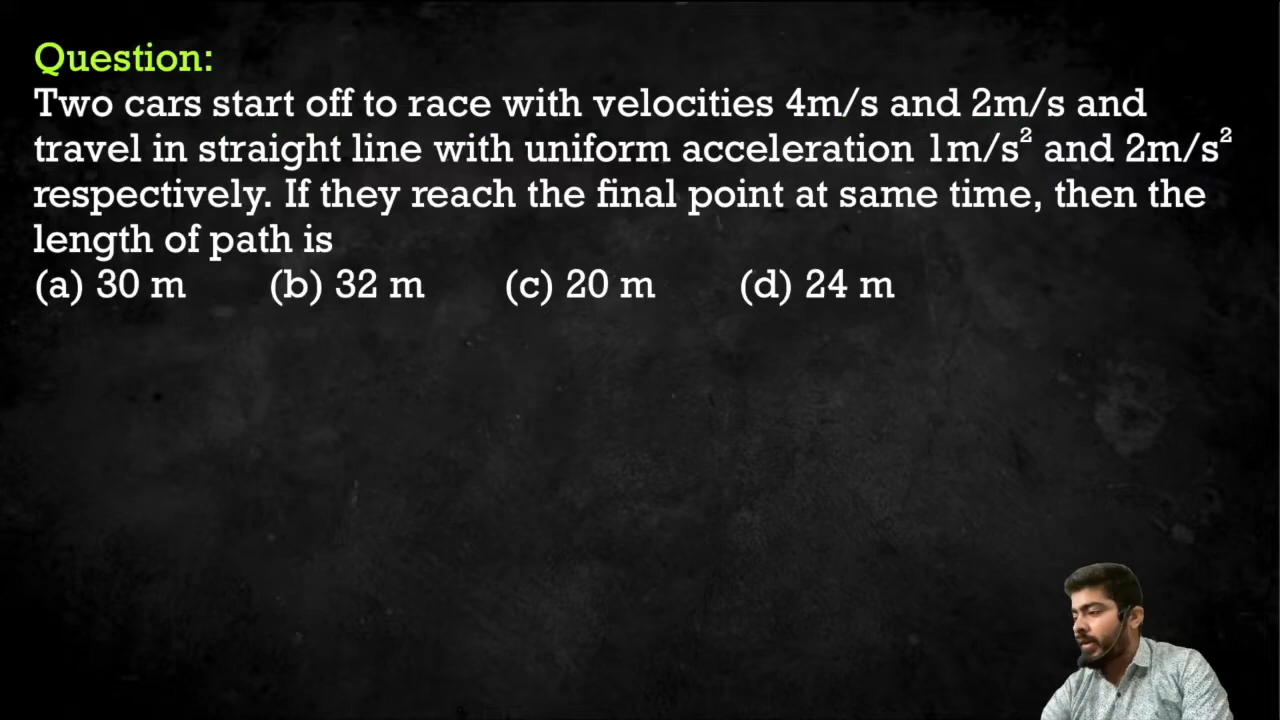 Question:
Two cars start off to race with velocities 4m/s and 2m/s and
travel in straight line with uniform acceleration 1m/s² and 2m/s²
respectively. If they reach the final point at same time, then the
length of path is
(a) 30 m (b) 32 m (c) 20 m (d) 24 m